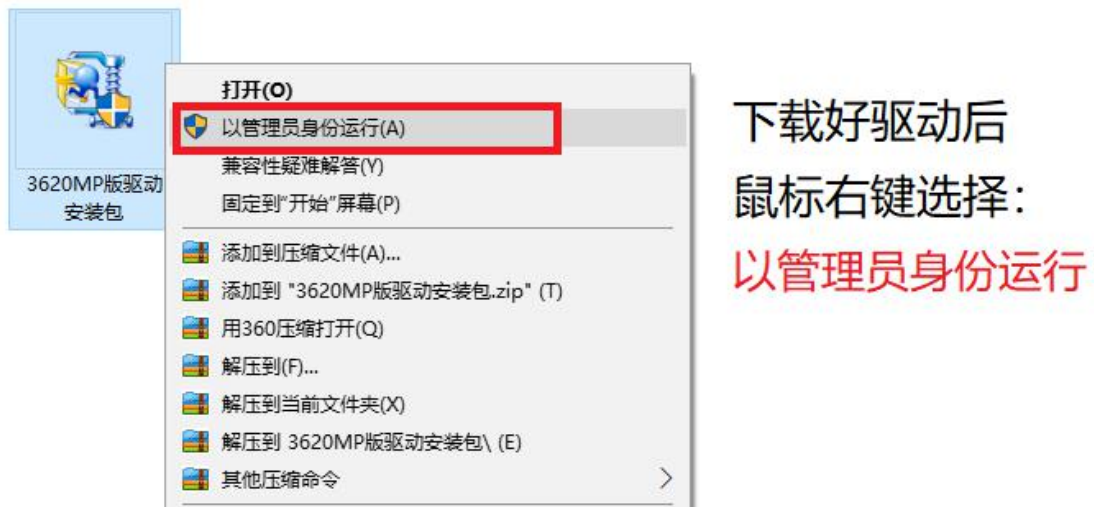 3620MP版驱动
安装包
打开(O)
以管理员身份运行(A)
兼容性疑难解答(Y)
固定到"开始"屏幕(P)
添加到压缩文件(A)...
添加到 "3620MP版驱动安装包.zip" (T)
用360压缩打开(Q)
解压到(F)...
解压到当前文件夹(X)
解压到 3620MP版驱动安装包\ (E)
其他压缩命令
下载好驱动后
鼠标右键选择：
以管理员身份运行